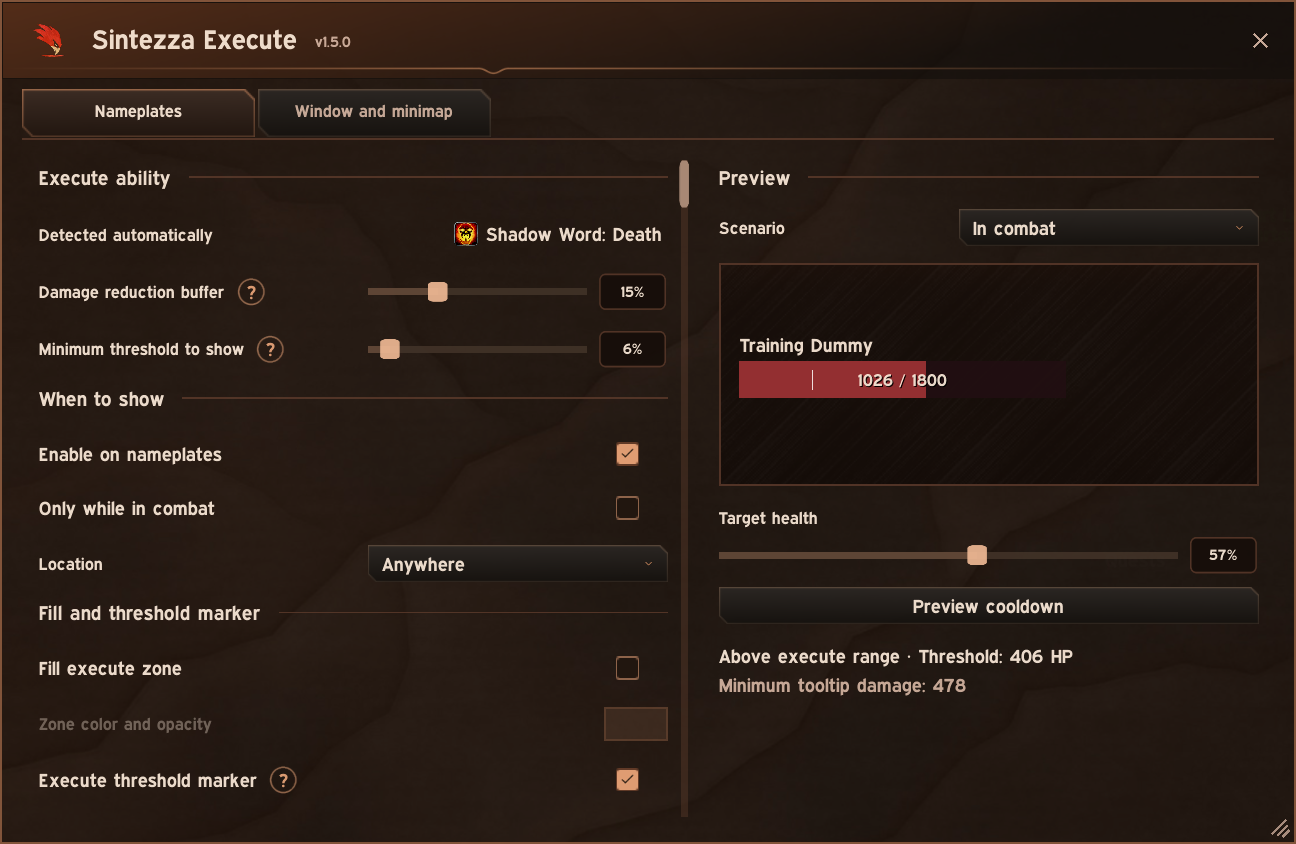 Sintezza Execute v1.5.0
Nameplates
Window and minimap
Execute ability
Detected automatically
Shadow Word: Death
Damage reduction buffer ?
15%
Minimum threshold to show ?
6%
When to show
Enable on nameplates
Only while in combat
Location
Anywhere
Fill and threshold marker
Fill execute zone
Zone color and opacity
Execute threshold marker ?
Preview
Scenario
In combat
Training Dummy
1026 / 1800
Target health
57%
Preview cooldown
Above execute range · Threshold: 406 HP
Minimum tooltip damage: 478